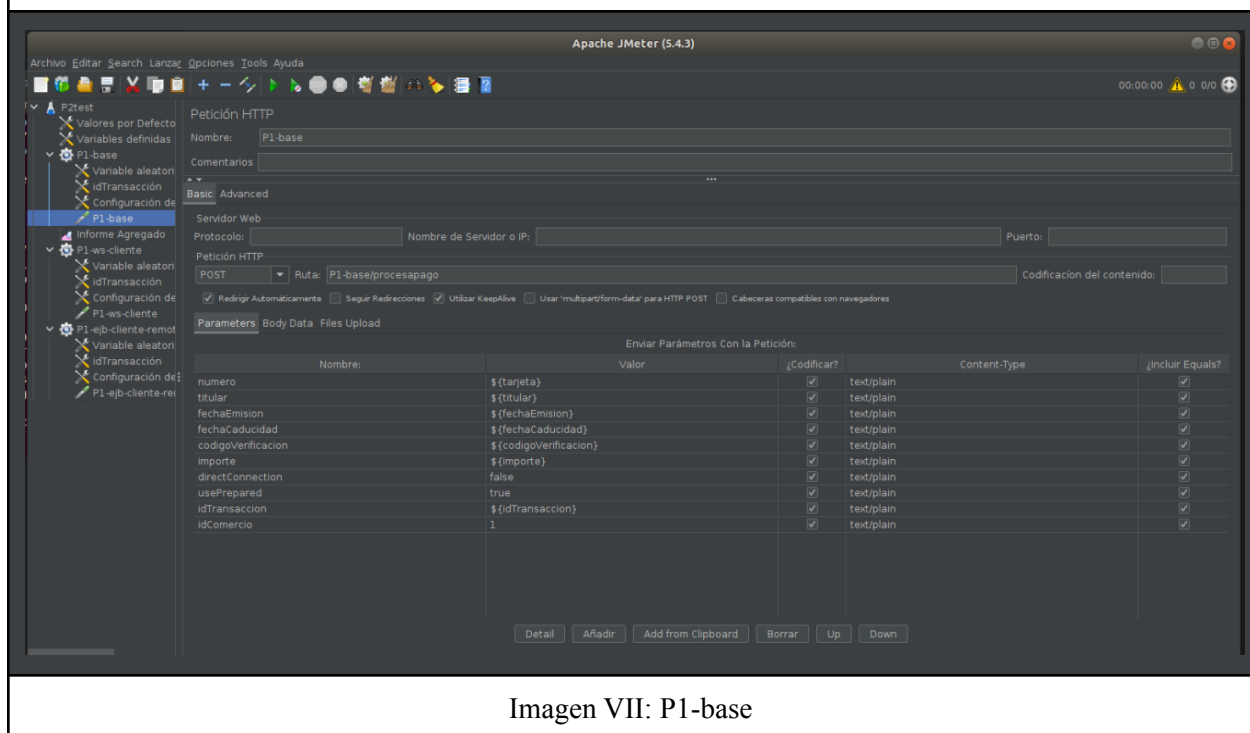 Apache JMeter (5.4.3)
Archivo Editar Search Lanzar Opciones Tools Ayuda
00:00:00 0 0/0
P2test
Valores por Defecto
Variables definidas
P1-base
Variable aleatori
idTransacción
Configuración de
P1-base
Informe Agregado
P1-ws-cliente
Variable aleatori
idTransacción
Configuración de
P1-ws-cliente
P1-ejb-cliente-remot
Variable aleatori
idTransacción
Configuración de
P1-ejb-cliente-rei
Petición HTTP
Nombre: P1-base
Comentarios
Basic Advanced
Servidor Web
Protocolo: Nombre de Servidor o IP: Puerto:
Petición HTTP
POST Ruta: P1-base/procesapago Codificacíon del contenido:
Redirigir Automáticamente Seguir Redirecciones Utilizar KeepAlive Usar 'multipart/form-data' para HTTP POST Cabeceras compatibles con navegadores
Parameters Body Data Files Upload
Enviar Parámetros Con la Petición:
Nombre: Valor ¿Codificar? Content-Type ¿Incluir Equals?
numero ${tarjeta} text/plain
titular ${titular} text/plain
fechaEmision ${fechaEmision} text/plain
fechaCaducidad ${fechaCaducidad} text/plain
codigoVerificacion ${codigoVerificacion} text/plain
importe ${importe} text/plain
directConnection false text/plain
usePrepared true text/plain
idTransaccion ${idTransaccion} text/plain
idComercio 1 text/plain
Detail Añadir Add from Clipboard Borrar Up Down
Imagen VII: P1-base